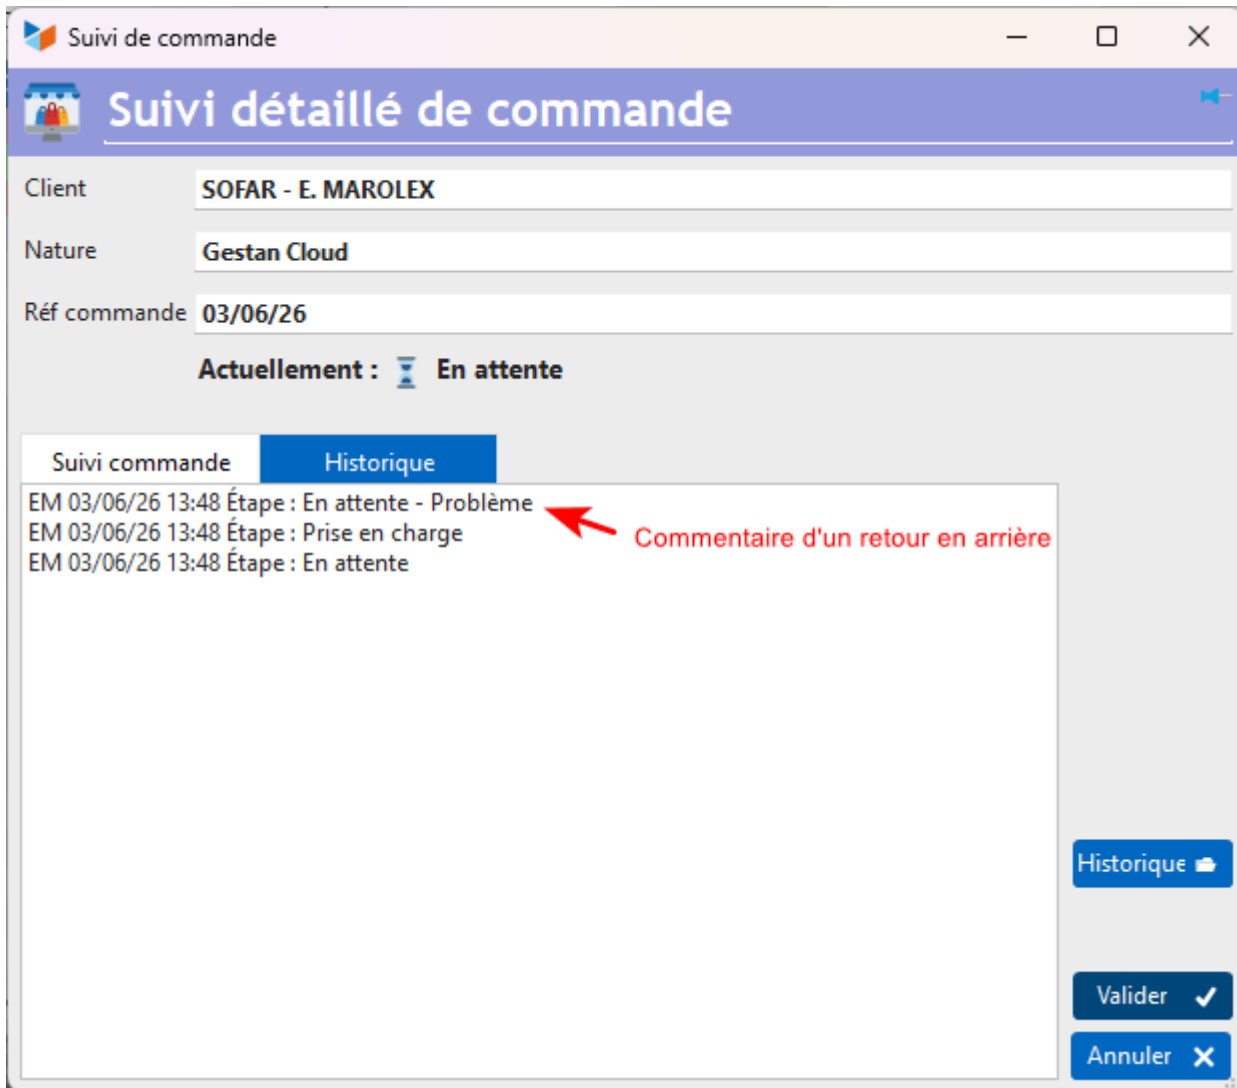 Suivi de commande
Suivi détaillé de commande
Client SOFAR - E. MAROLEX
Nature Gestan Cloud
Réf commande 03/06/26
Actuellement : En attente
Suivi commande Historique
EM 03/06/26 13:48 Étape : En attente - Problème
EM 03/06/26 13:48 Étape : Prise en charge
EM 03/06/26 13:48 Étape : En attente
Commentaire d'un retour en arrière
Historique
Valider
Annuler